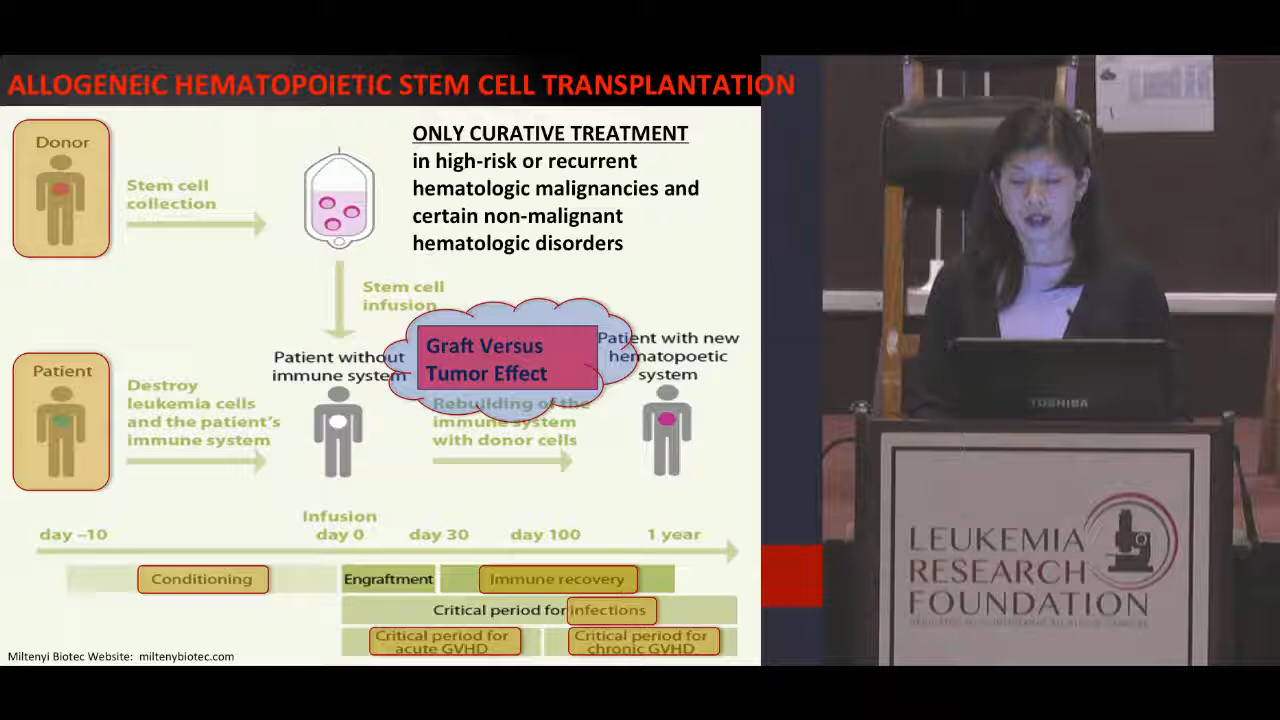 ALLOGENEIC HEMATOPOIETIC STEM CELL TRANSPLANTATION
Donor
Stem cell
collection
ONLY CURATIVE TREATMENT
in high-risk or recurrent
hematologic malignancies and
certain non-malignant
hematologic disorders
Stem cell
infusion
Graft Versus
Tumor Effect
Patient
Destroy
leukemia cells
and the patient's
immune system
Patient without
immune system
Rebuilding of the
immune system
with donor cells
Patient with new
hematopoetic
system
day –10
Infusion
day 0
day 30
day 100
1 year
Conditioning
Engraftment
Immune recovery
Critical period for infections
Critical period for
acute GVHD
Critical period for
chronic GVHD
Miltenyi Biotec Website: miltenybiotec.com
TOSHIBA
LEUKEMIA
RESEARCH
FOUNDATION